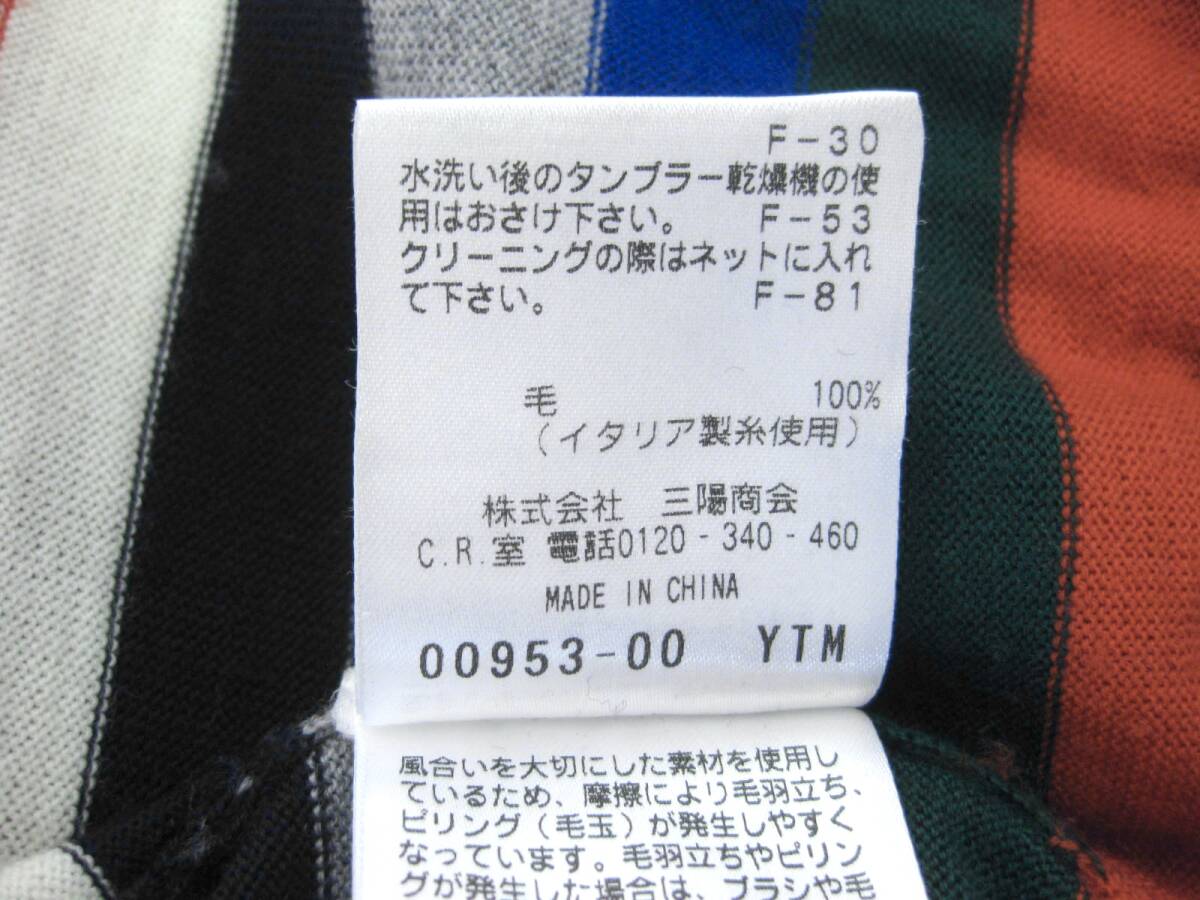 F-30
水洗い後のタンブラー乾燥機の使
用はおさけ下さい。 F-53
クリーニングの際はネットに入れ
て下さい。 F-81
毛 100%
(イタリア製糸使用)
株式会社 三陽商会
C.R.室 電話0120-340-460
MADE IN CHINA
00953-00 YTM
風合いを大切にした素材を使用し
ているため、摩擦により毛羽立ち、
ピリング(毛玉)が発生しやすく
なっています。毛羽立ちやピリン
グが発生した場合は、ブラシや毛